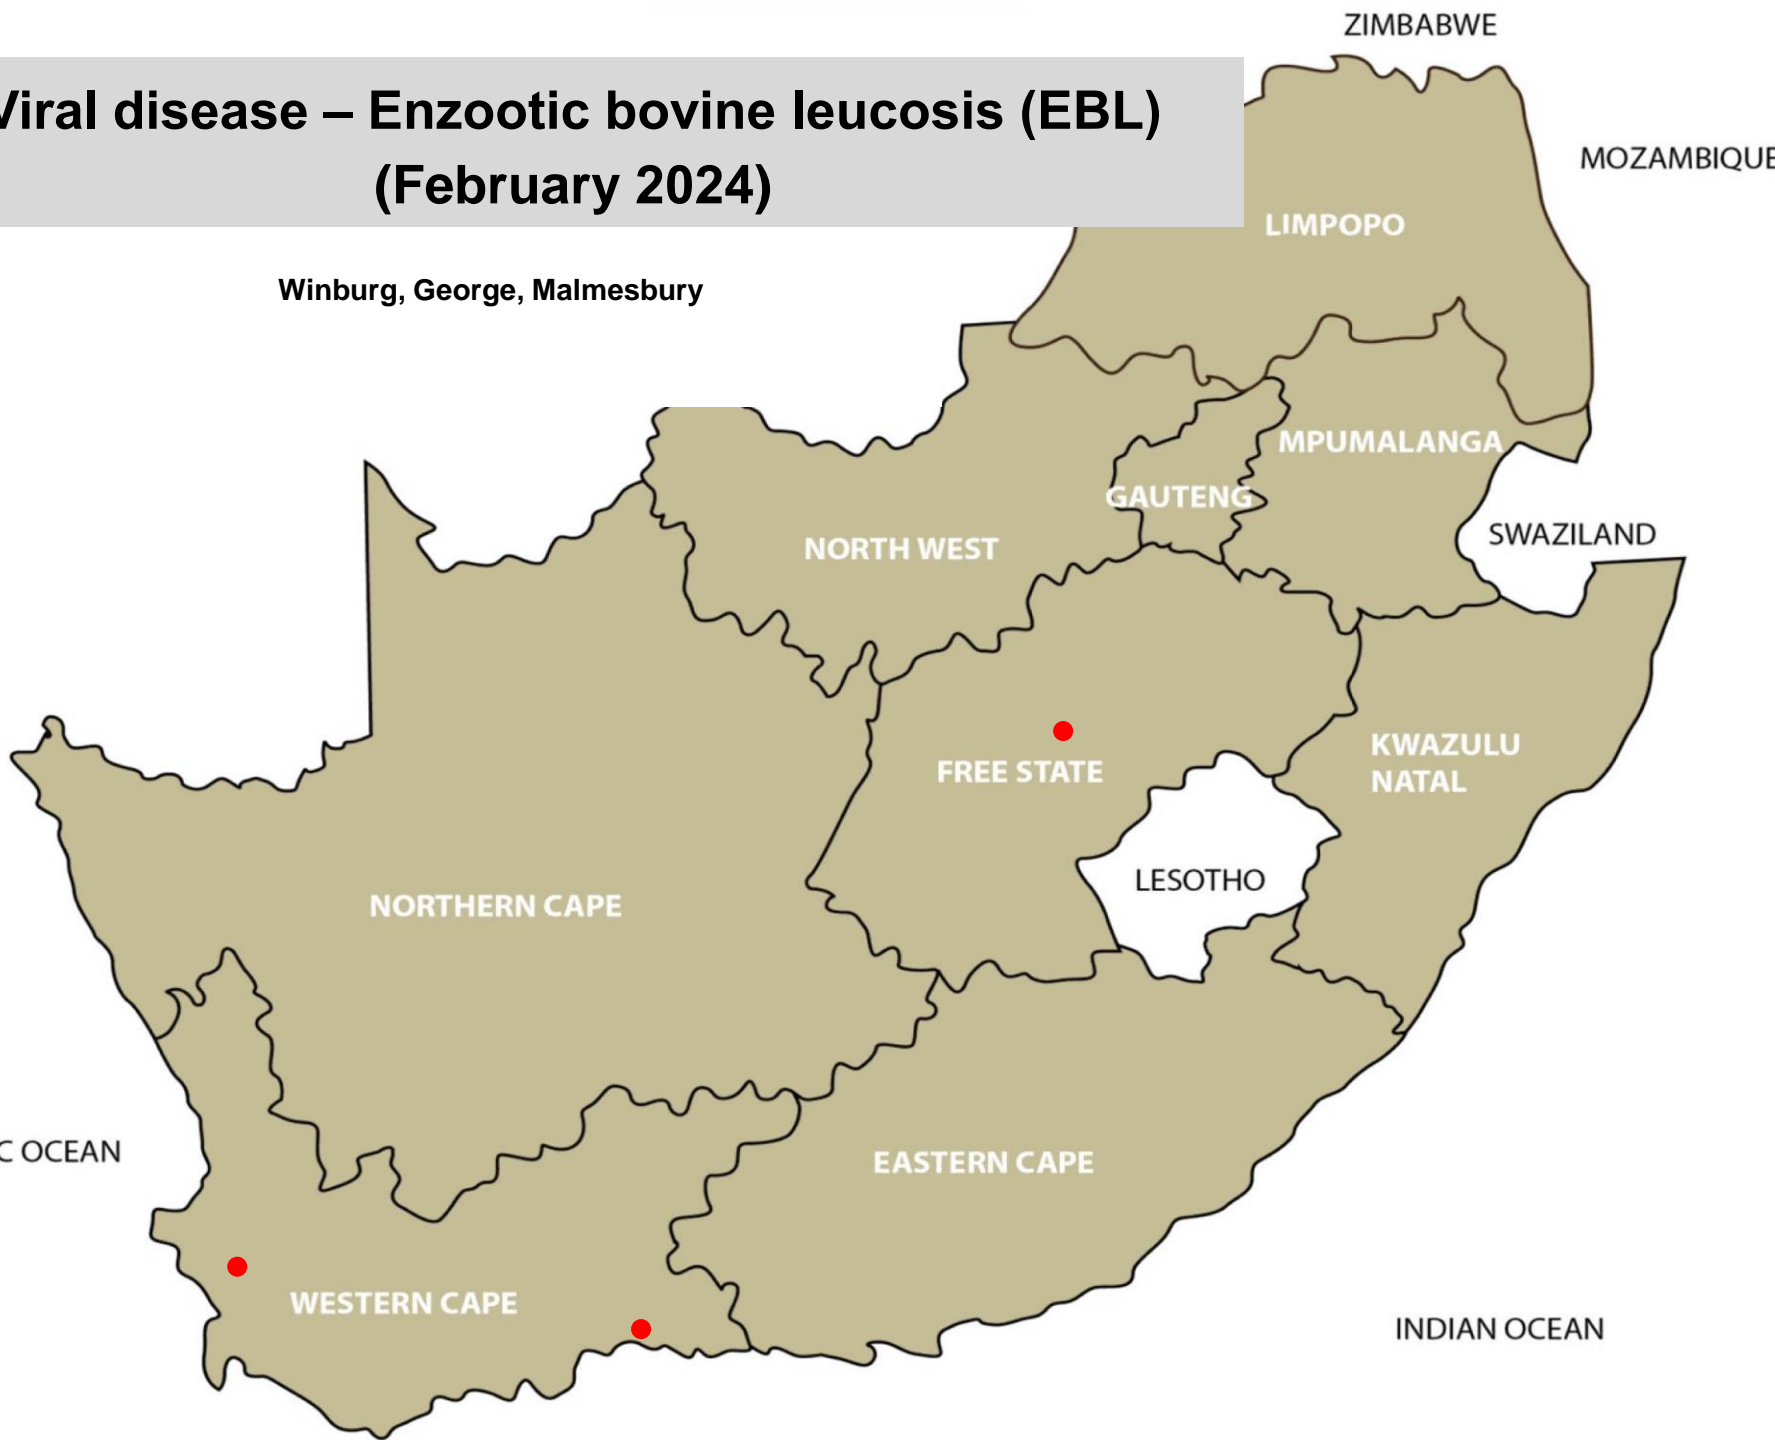 ZIMBABWE
Viral disease – Enzootic bovine leucosis (EBL)
(February 2024)
MOZAMBIQUE
LIMPOPO
Winburg, George, Malmesbury
MPUMALANGA
GAUTENG
SWAZILAND
NORTH WEST
KWAZULU
NATAL
FREE STATE
LESOTHO
NORTHERN CAPE
C OCEAN
EASTERN CAPE
WESTERN CAPE
INDIAN OCEAN